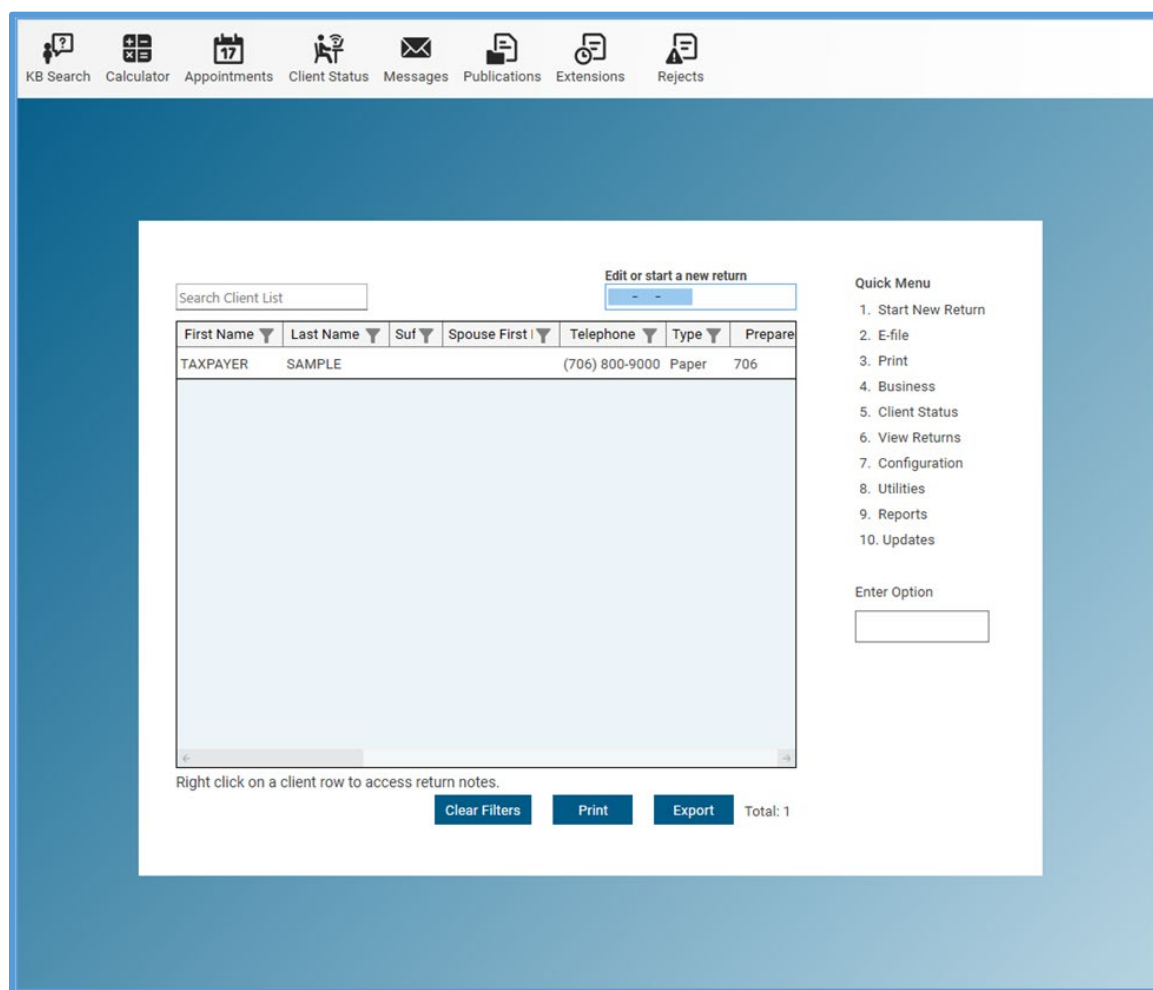 17
KB Search Calculator Appointments Client Status Messages Publications Extensions Rejects
Edit or start a new return
Search Client List
- -
First Name Last Name Suf Spouse First Telephone Type Prepare
TAXPAYER SAMPLE (706) 800-9000 Paper 706
Right click on a client row to access return notes.
Clear Filters Print Export Total: 1
Quick Menu
1. Start New Return
2. E-file
3. Print
4. Business
5. Client Status
6. View Returns
7. Configuration
8. Utilities
9. Reports
10. Updates
Enter Option